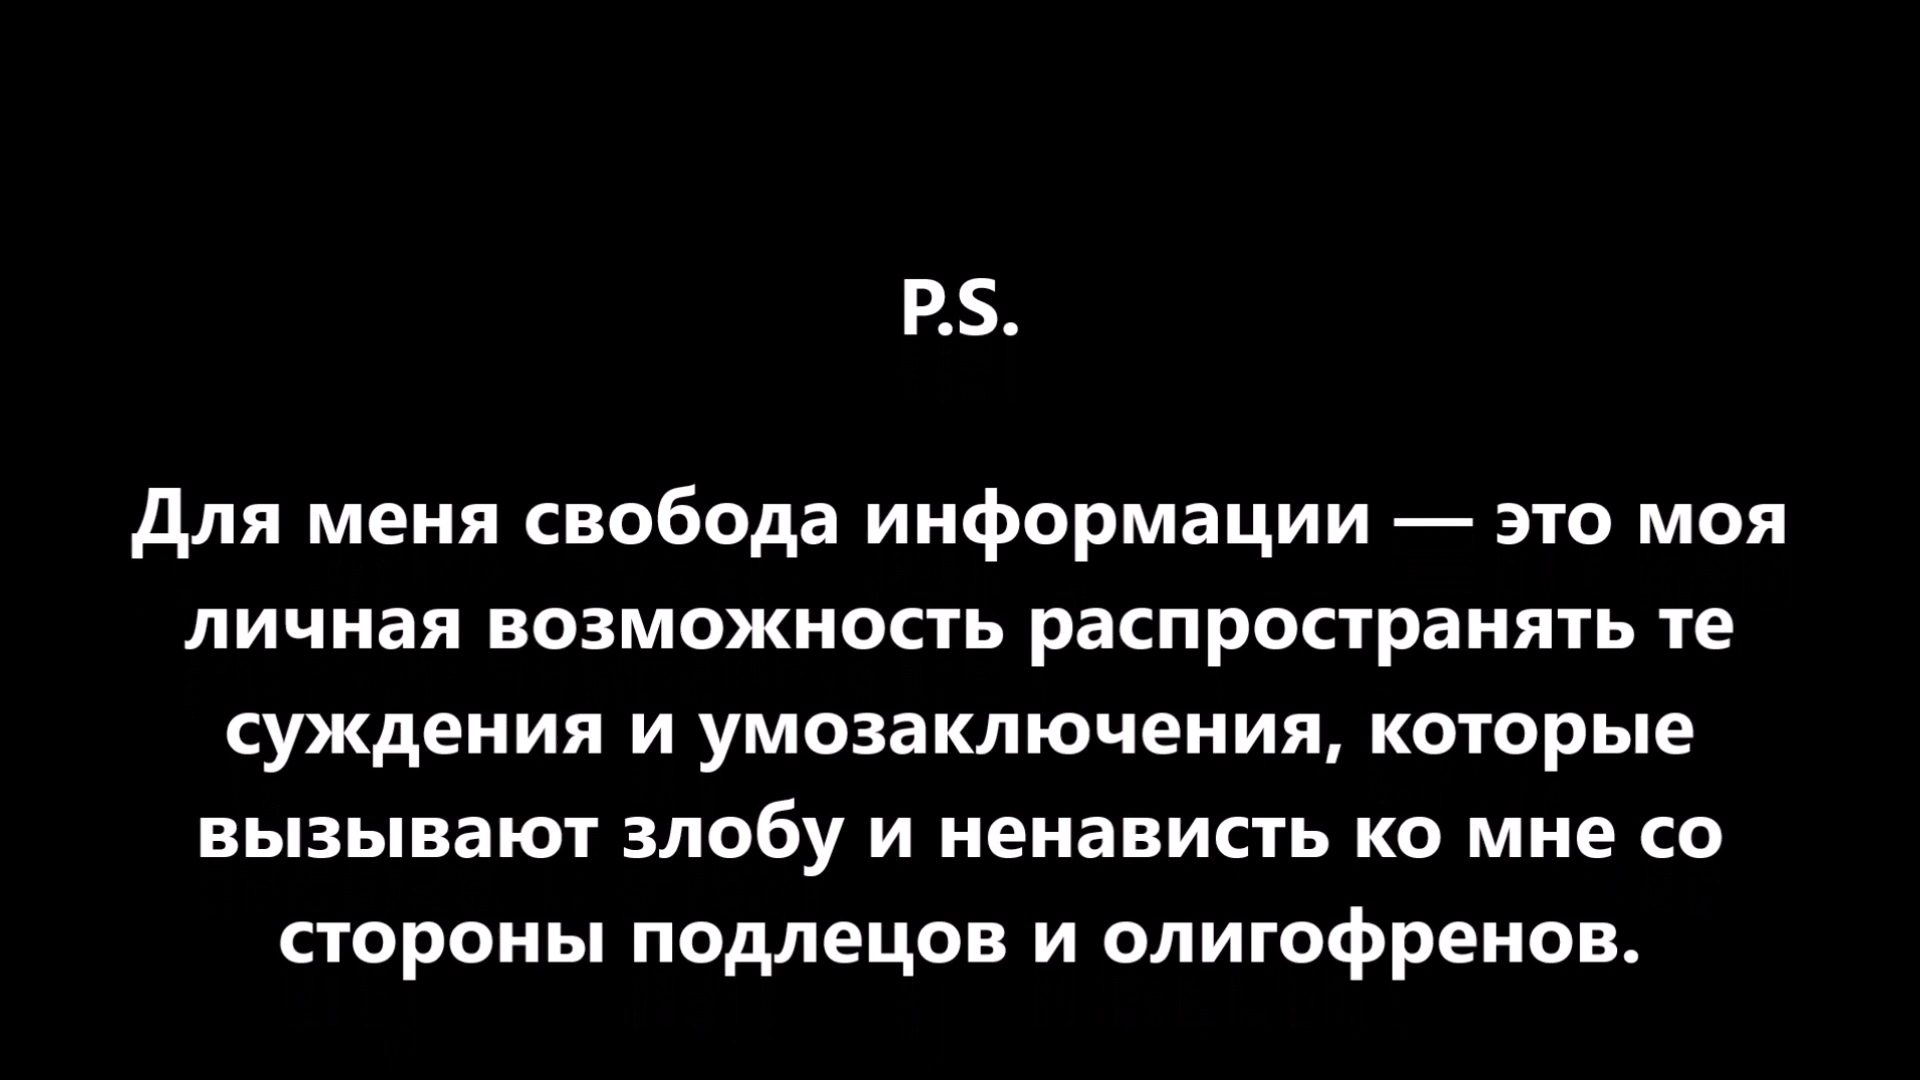 P.S.
Для меня свобода информации — это моя
личная возможность распространять те
суждения и умозаключения, которые
вызывают злобу и ненависть ко мне со
стороны подлецов и олигофренов.